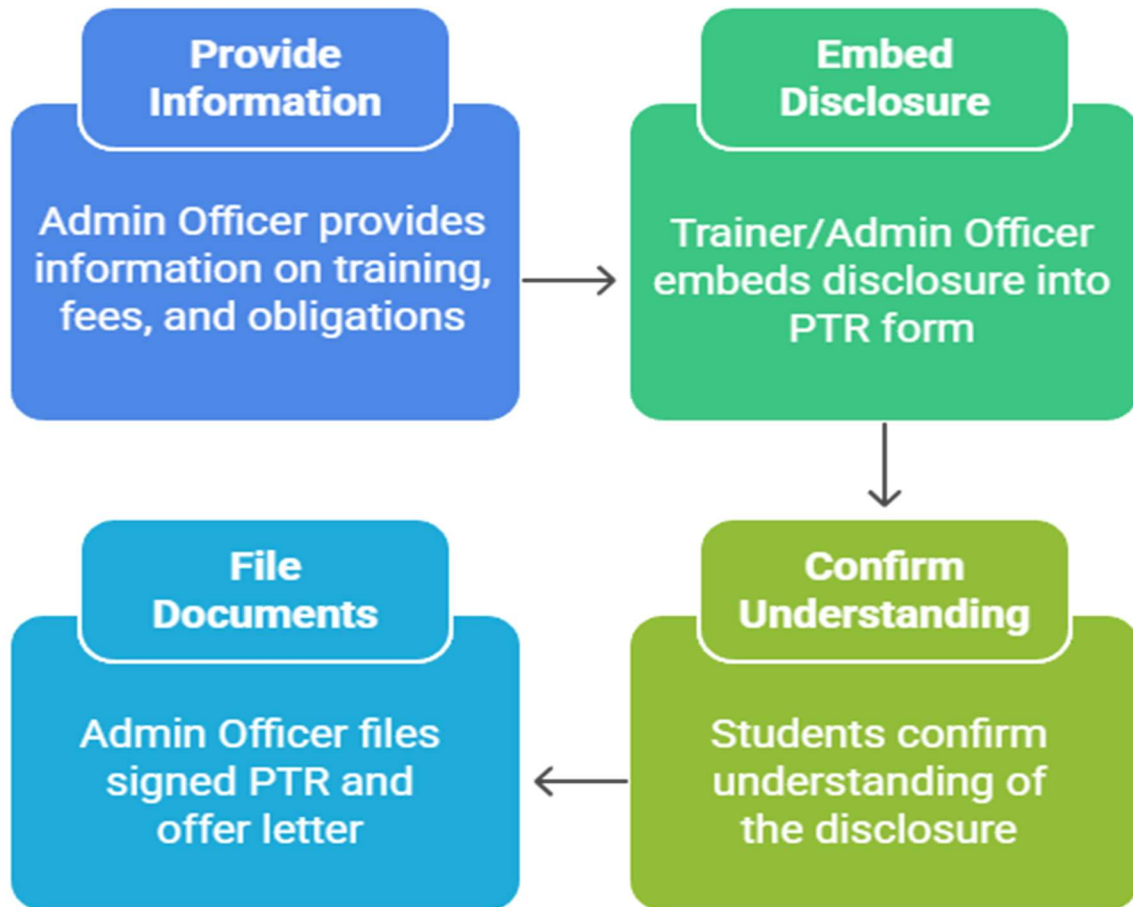 Provide
Information
Admin Officer provides
information on training,
fees, and obligations
Embed
Disclosure
Trainer/Admin Officer
embeds disclosure into
PTR form
Confirm
Understanding
Students confirm
understanding of
the disclosure
File
Documents
Admin Officer files
signed PTR and
offer letter